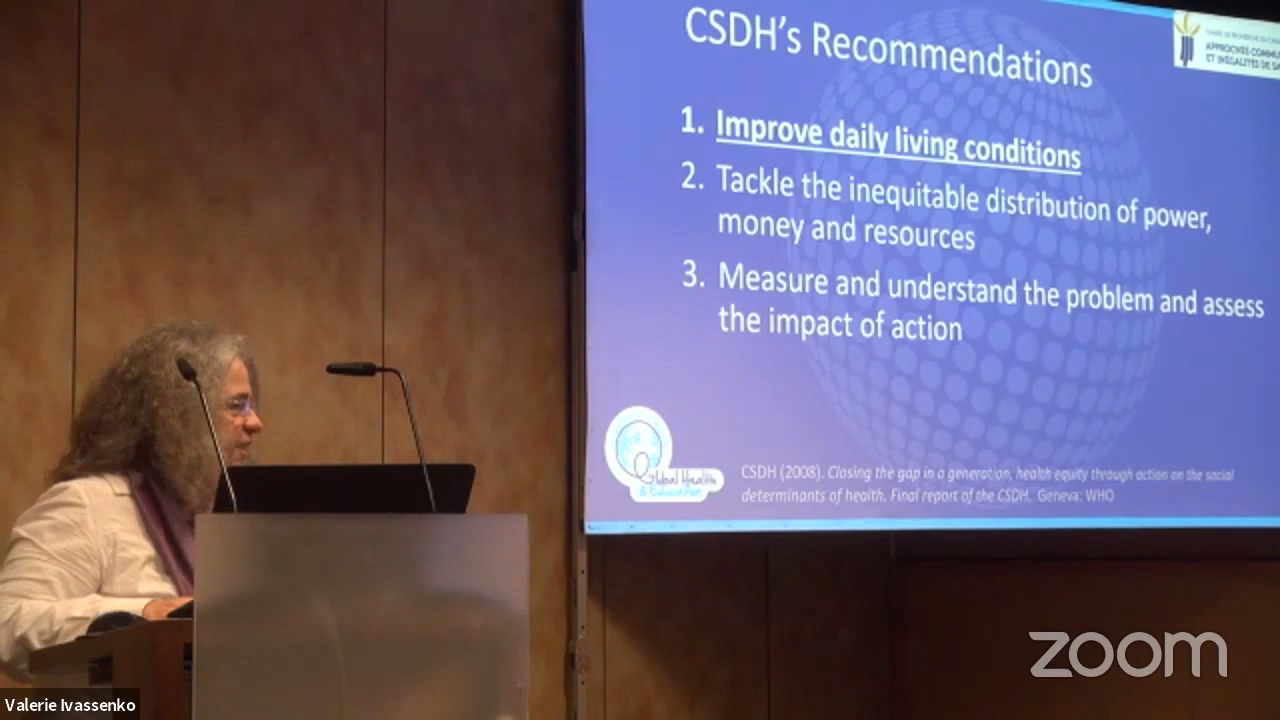 CSDH's Recommendations
APPROCHES COMMU
ET INÉGALITÉS DE SA
1. Improve daily living conditions
2. Tackle the inequitable distribution of power,
money and resources
3. Measure and understand the problem and assess
the impact of action
Global Health
& Education
CSDH (2008). Closing the gap in a generation, health equity through action on the social
determinants of health. Final report of the CSDH. Geneva: WHO
zoom
Valerie Ivassenko